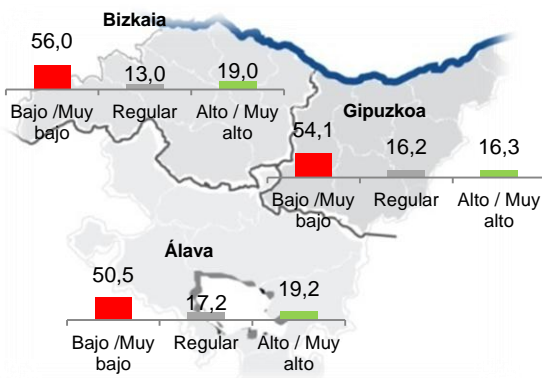 Bizkaia
56,0
13,0
19,0
Bajo /Muy bajo
Regular
Alto / Muy alto
Gipuzkoa
54,1
16,2
16,3
Bajo /Muy bajo
Regular
Alto / Muy alto
Álava
50,5
17,2
19,2
Bajo /Muy bajo
Regular
Alto / Muy alto